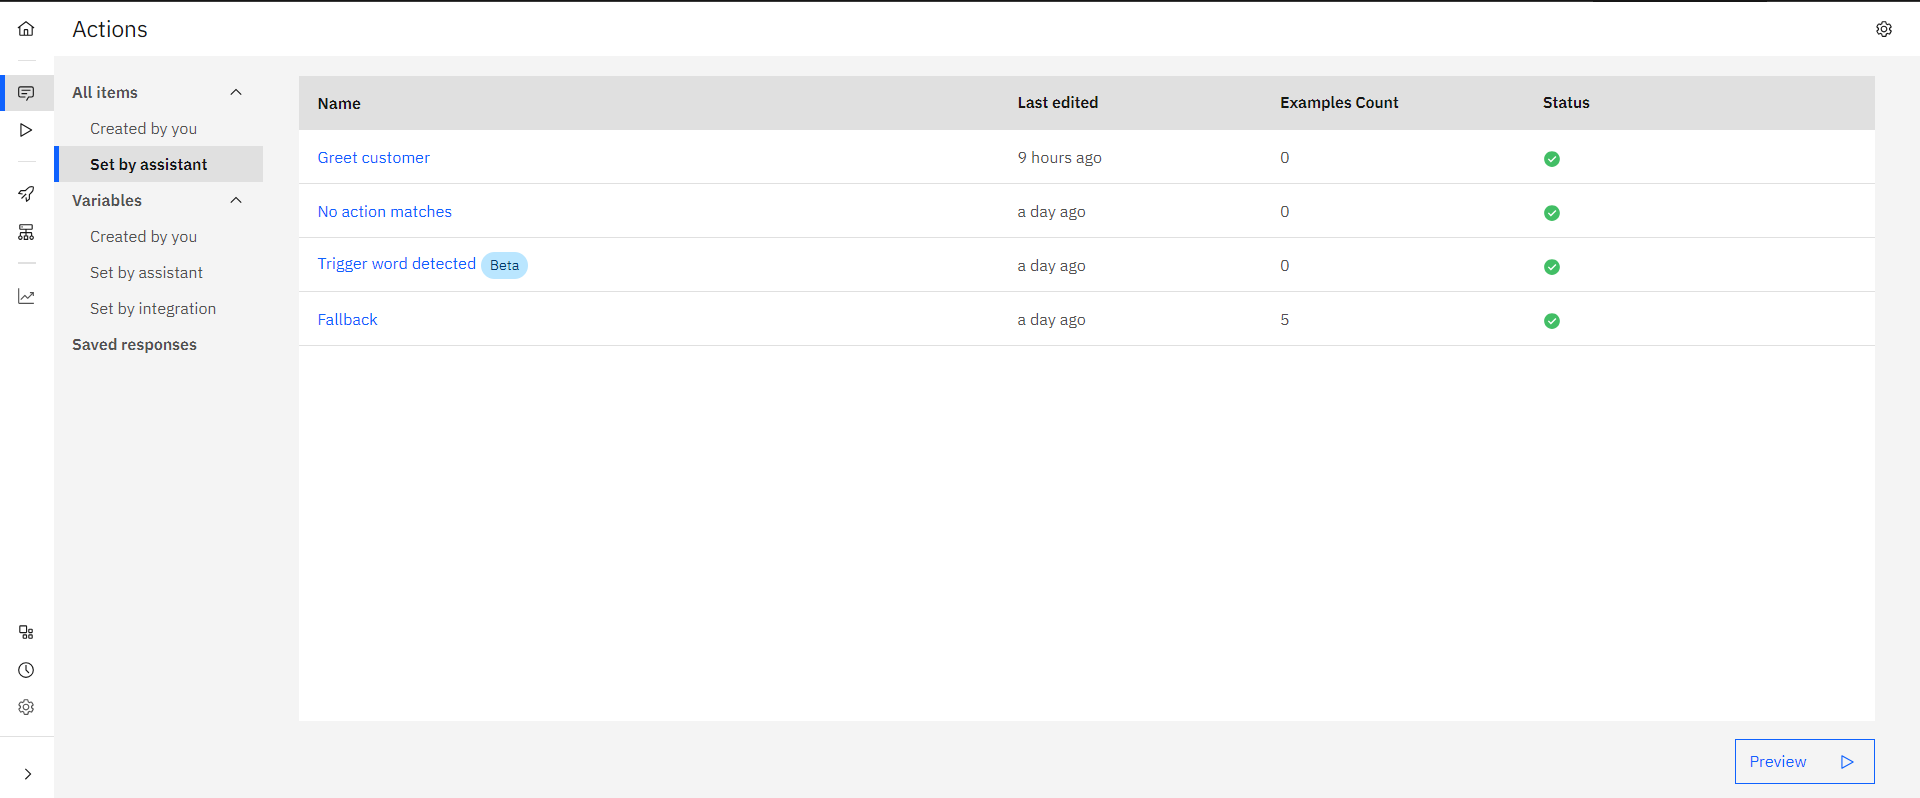 Actions
All items
Created by you
Set by assistant
Variables
Created by you
Set by assistant
Set by integration
Saved responses
Name Last edited Examples Count Status
Greet customer 9 hours ago 0
No action matches a day ago 0
Trigger word detected Beta a day ago 0
Fallback a day ago 5
Preview